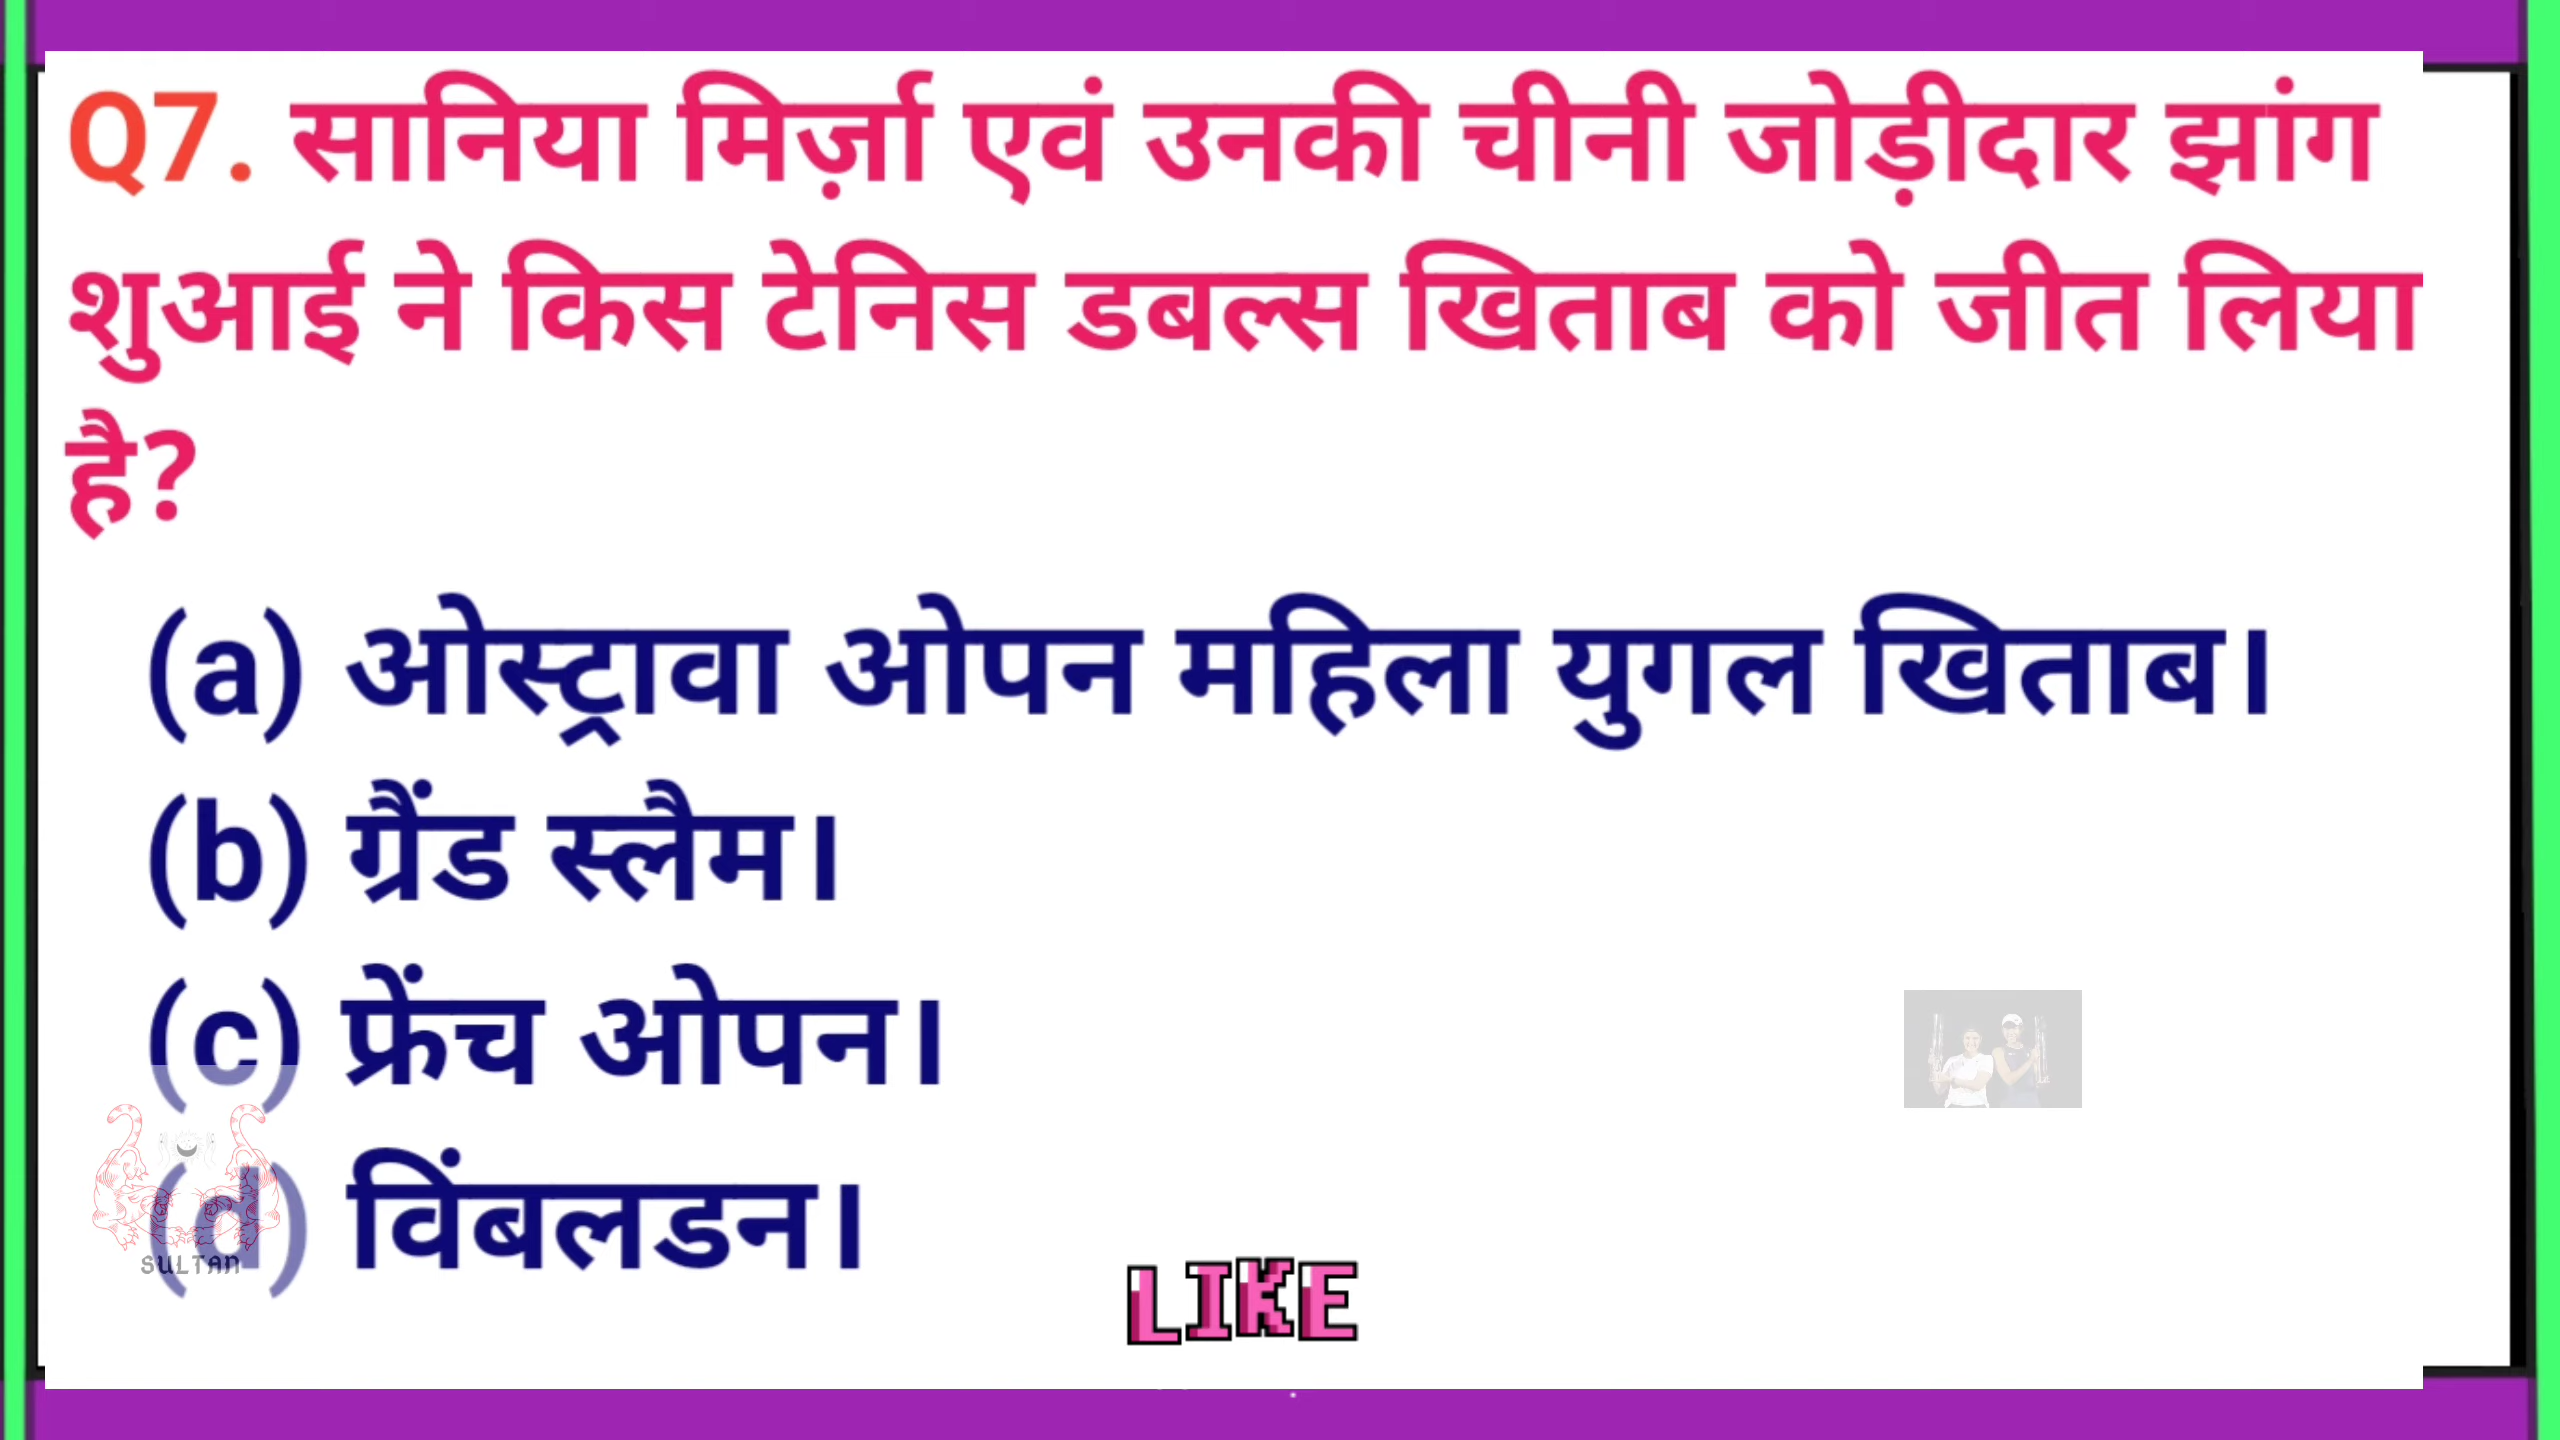 Q7. सानिया मिर्ज़ा एवं उनकी चीनी जोड़ीदार झांग
शुआई ने किस टेनिस डबल्स खिताब को जीत लिया
है?
(a) ओस्ट्रावा ओपन महिला युगल खिताब।
(b) ग्रैंड स्लैम।
(c) फ्रेंच ओपन।
(d) विंबलडन।
SULTAN
LIKE